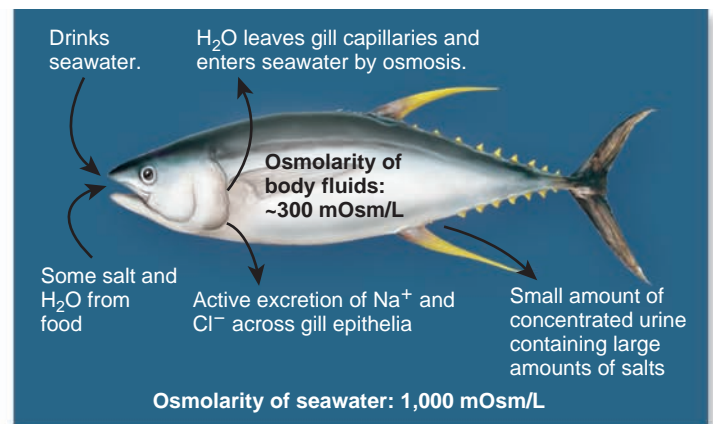 Drinks
seawater.
H₂O leaves gill capillaries and
enters seawater by osmosis.
Osmolarity of
body fluids:
~300 mOsm/L
Some salt and
H₂O from
food
Active excretion of Na⁺ and
Cl⁻ across gill epithelia
Small amount of
concentrated urine
containing large
amounts of salts
Osmolarity of seawater: 1,000 mOsm/L